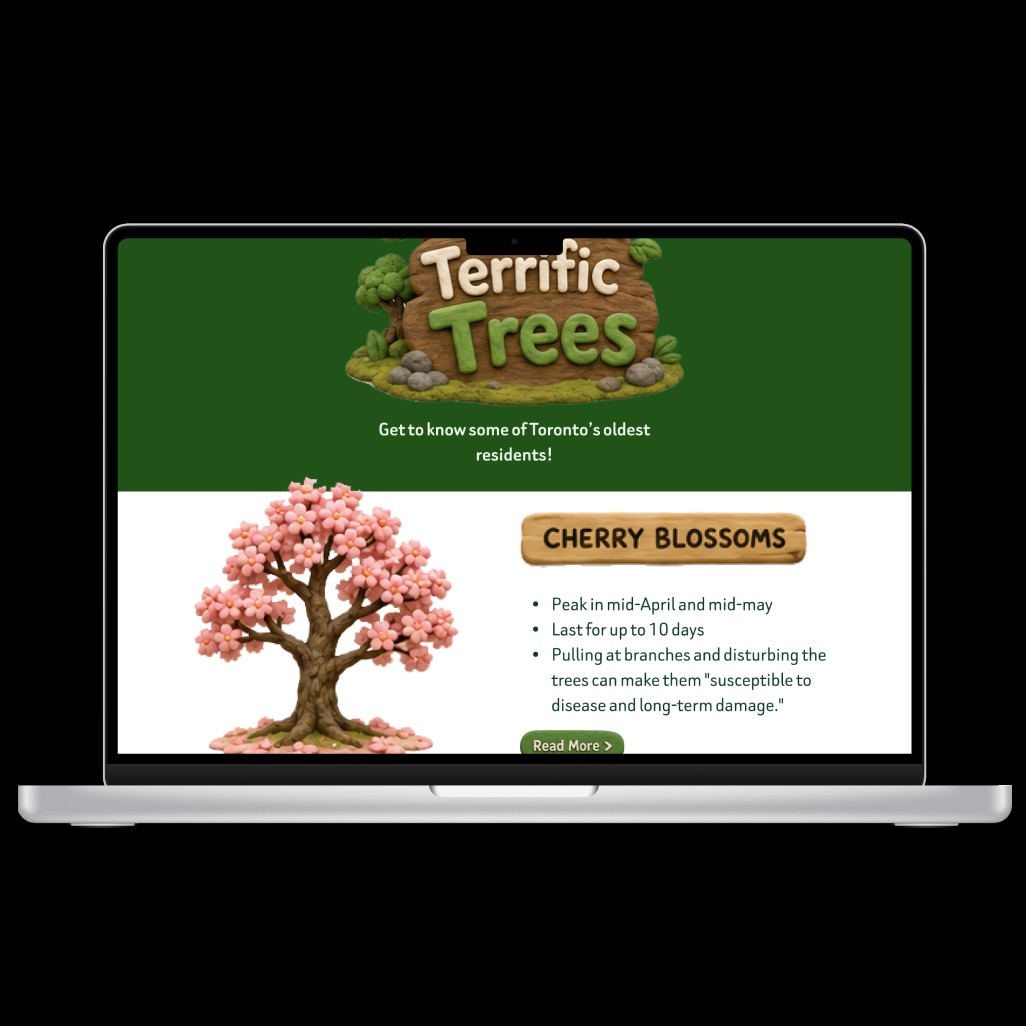 Terrific
Trees
Get to know some of Toronto's oldest
residents!
CHERRY BLOSSOMS
• Peak in mid-April and mid-may
• Last for up to 10 days
• Pulling at branches and disturbing the
trees can make them "susceptible to
disease and long-term damage."
Read More >